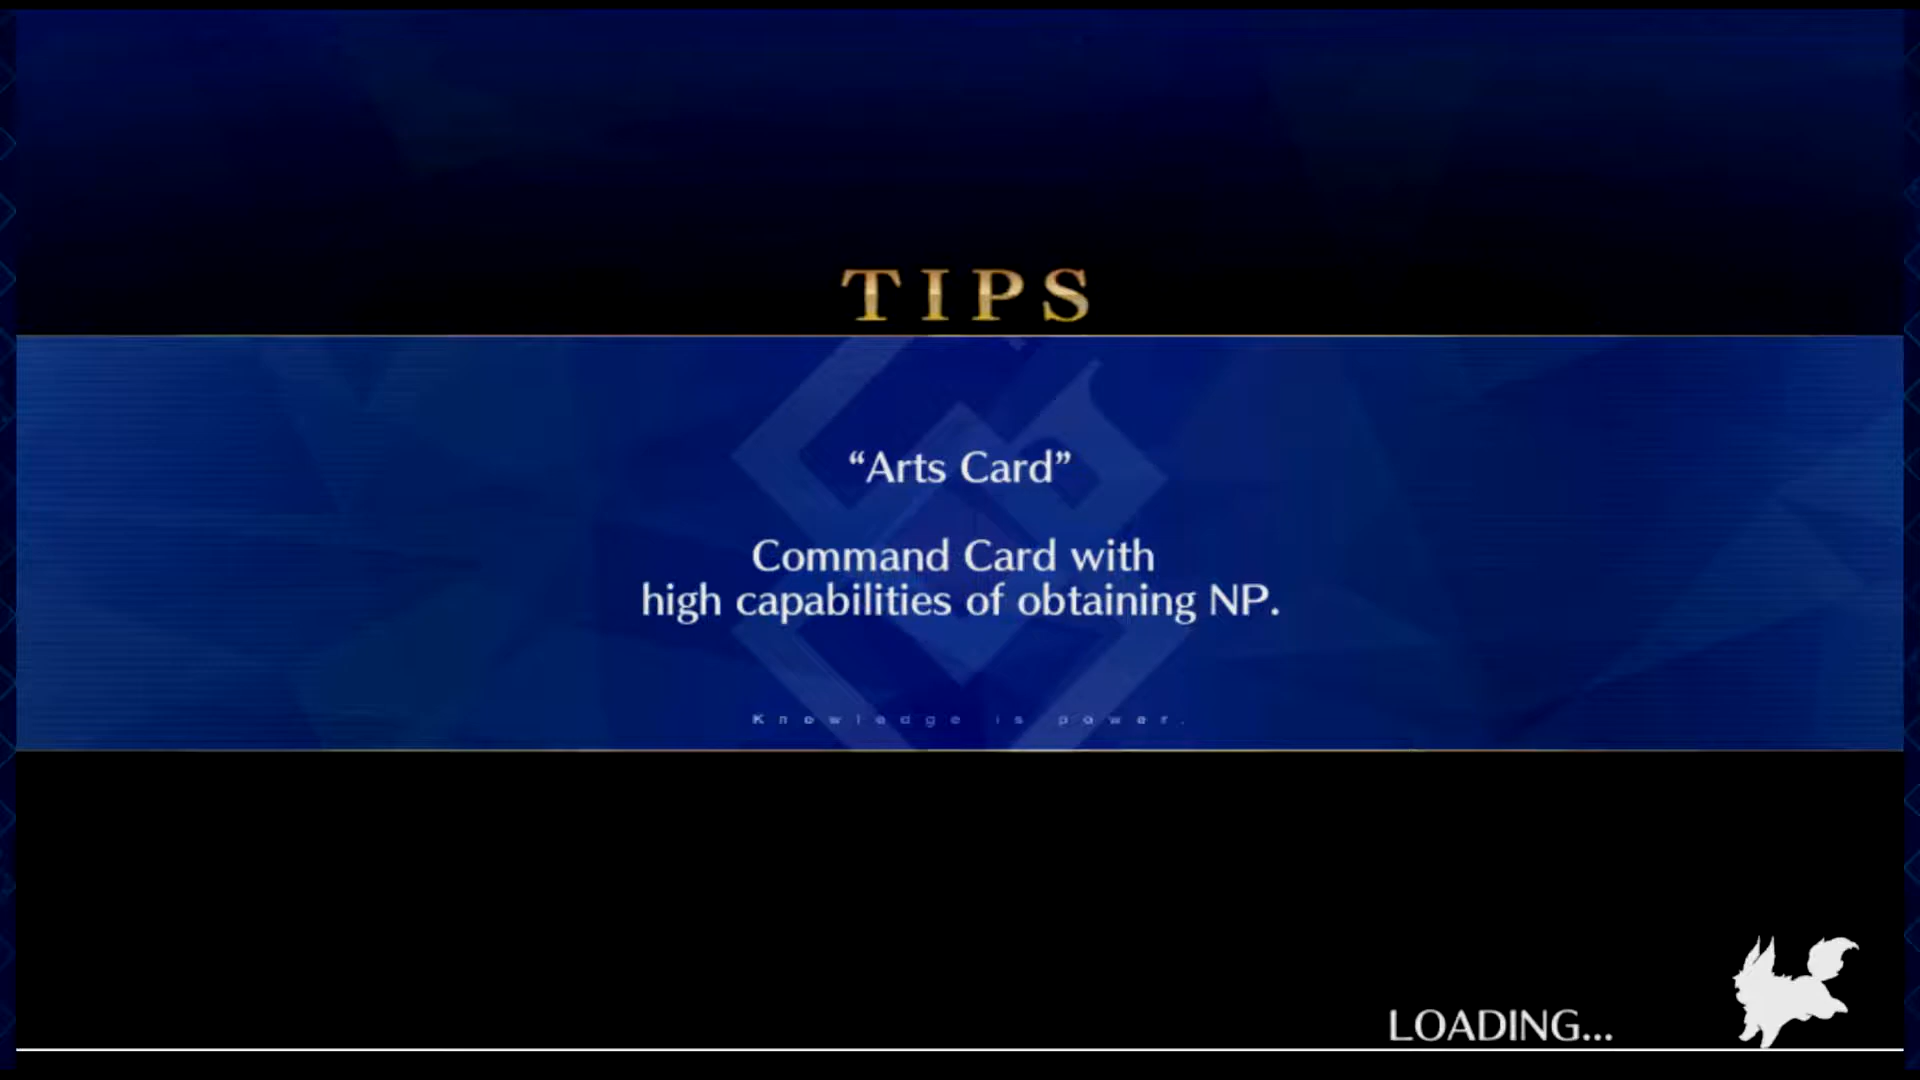 TIPS
“Arts Card”
Command Card with
high capabilities of obtaining NP.
Knowledge is power.
LOADING...